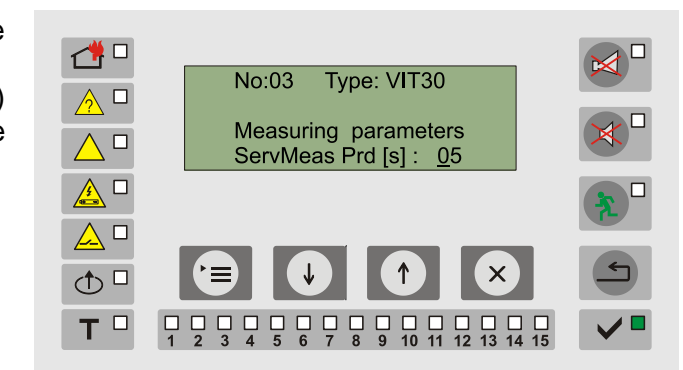 e
)
e
No:03 Type: VIT30
Measuring parameters
ServMeas Prd [s] : 05
?
T
1 2 3 4 5 6 7 8 9 10 11 12 13 14 15